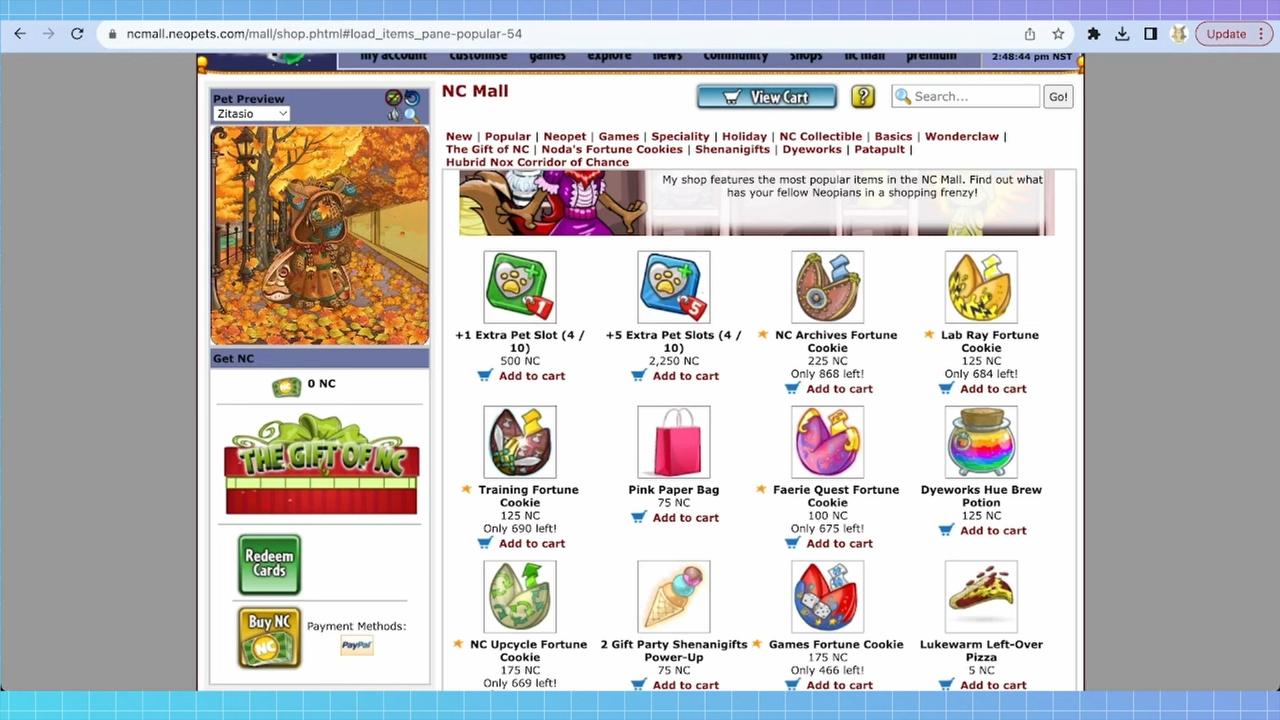 ncmall.neopets.com/mall/shop.phtml#load_items_pane-popular-54
Update
my account customise games explore news community shops nc mall premium
2:48:44 pm NST
Pet Preview
Zitasio
NC Mall
View Cart
?
Search...
Go!
New | Popular | Neopet | Games | Speciality | Holiday | NC Collectible | Basics | Wonderclaw |
The Gift of NC | Noda's Fortune Cookies | Shenanigifts | Dyeworks | Patapult |
Hubrid Nox Corridor of Chance
My shop features the most popular items in the NC Mall. Find out what
has your fellow Neopians in a shopping frenzy!
Get NC
NC
0 NC
THE GIFT OF NC
Redeem
Cards
Buy NC
NC
Payment Methods:
PayPal
1
+1 Extra Pet Slot (4 /
10)
500 NC
Add to cart
5
+5 Extra Pet Slots (4 /
10)
2,250 NC
Add to cart
NC Archives Fortune
Cookie
225 NC
Only 868 left!
Add to cart
Lab Ray Fortune
Cookie
125 NC
Only 684 left!
Add to cart
Training Fortune
Cookie
125 NC
Only 690 left!
Add to cart
Pink Paper Bag
75 NC
Add to cart
Faerie Quest Fortune
Cookie
100 NC
Only 675 left!
Add to cart
Dyeworks Hue Brew
Potion
125 NC
Add to cart
NC Upcycle Fortune
Cookie
175 NC
Only 669 left!
2 Gift Party Shenanigifts
Power-Up
75 NC
Add to cart
Games Fortune Cookie
175 NC
Only 466 left!
Add to cart
Lukewarm Left-Over
Pizza
5 NC
Add to cart